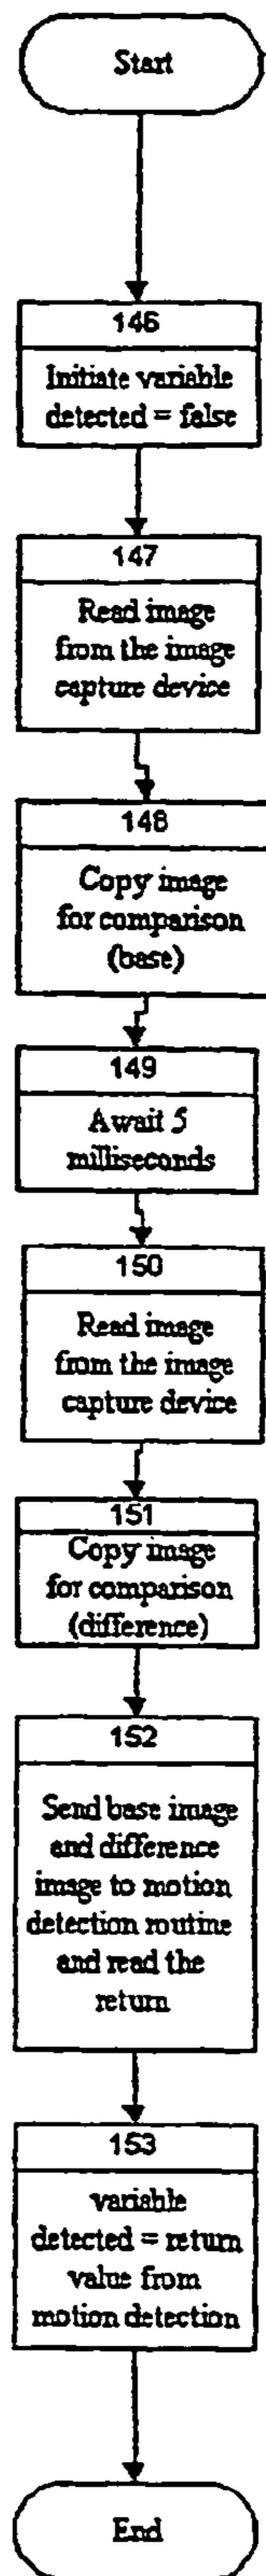 Start
146
Initiate variable
detected = false
147
Read image
from the image
capture device
148
Copy image
for comparison
(base)
149
Await 5
milliseconds
150
Read image
from the image
capture device
151
Copy image
for comparison
(difference)
152
Send base image
and difference
image to motion
detection routine
and read the
return
153
variable
detected = return
value from
motion detection
End